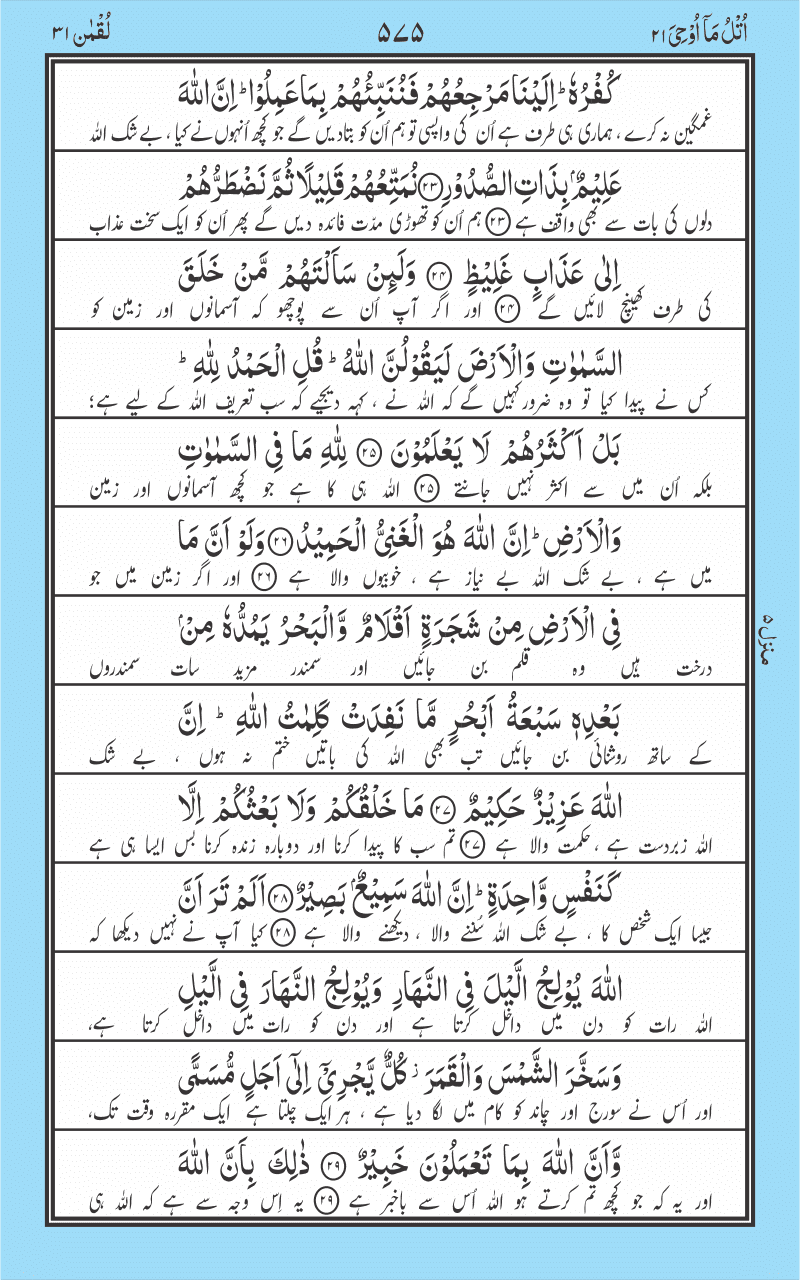 اُتْلُ مَاۤ اُوْحِیَ ۲۱
۵۷۵
لُقْمٰن ۳۱
كُفْرُهٗ ؕ اِلَیْنَا مَرْجِعُهُمْ فَنُنَبِّئُهُمْ بِمَا عَمِلُوْا ؕ اِنَّ اللّٰهَ
غمگین نہ کرے ، ہماری ہی طرف ہے اُن کی واپسی تو ہم اُن کو بتادیں گے جو کچھ اُنہوں نے کیا ، بے شک اللہ
عَلِیْمٌۢ بِذَاتِ الصُّدُوْرِ ۲۳ نُمَتِّعُهُمْ قَلِیْلًا ثُمَّ نَضْطَرُّهُمْ
دلوں کی بات سے بھی واقف ہے ۲۳ ہم اُن کو تھوڑی مدّت فائدہ دیں گے پھر اُن کو ایک سخت عذاب
اِلٰی عَذَابٍ غَلِیْظٍ ۲۴ وَلَىِٕنْ سَاَلْتَهُمْ مَّنْ خَلَقَ
کی طرف کھینچ لائیں گے ۲۴ اور اگر آپ اُن سے پوچھو کہ آسمانوں اور زمین کو
السَّمٰوٰتِ وَالْاَرْضَ لَیَقُوْلُنَّ اللّٰهُ ؕ قُلِ الْحَمْدُ لِلّٰهِ ؕ
کس نے پیدا کیا تو وہ ضرور کہیں گے کہ اللہ نے ، کہہ دیجیے کہ سب تعریف اللہ کے لیے ہے؛
بَلْ اَكْثَرُهُمْ لَا یَعْلَمُوْنَ ۲۵ لِلّٰهِ مَا فِی السَّمٰوٰتِ
بلکہ اُن میں سے اکثر نہیں جانتے ۲۵ اللہ ہی کا ہے جو کچھ آسمانوں اور زمین
وَالْاَرْضِ ؕ اِنَّ اللّٰهَ هُوَ الْغَنِیُّ الْحَمِیْدُ ۲۶ وَلَوْ اَنَّ مَا
میں ہے ، بے شک اللہ بے نیاز ہے ، خوبیوں والا ہے ۲۶ اور اگر زمین میں جو
فِی الْاَرْضِ مِنْ شَجَرَةٍ اَقْلَامٌ وَّالْبَحْرُ یَمُدُّهٗ مِنْۢ
درخت ہیں وہ قلم بن جائیں اور سمندر مزید سات سمندروں
بَعْدِهٖ سَبْعَةُ اَبْحُرٍ مَّا نَفِدَتْ كَلِمٰتُ اللّٰهِ ؕ اِنَّ
کے ساتھ روشنائی بن جائیں تب بھی اللہ کی باتیں ختم نہ ہوں ، بے شک
اللّٰهَ عَزِیْزٌ حَكِیْمٌ ۲۷ مَا خَلْقُكُمْ وَلَا بَعْثُكُمْ اِلَّا
اللہ زبردست ہے ، حکمت والا ہے ۲۷ تم سب کا پیدا کرنا اور دوبارہ زندہ کرنا بس ایسا ہی ہے
كَنَفْسٍ وَّاحِدَةٍ ؕ اِنَّ اللّٰهَ سَمِیْعٌۢ بَصِیْرٌ ۲۸ اَلَمْ تَرَ اَنَّ
جیسا ایک شخص کا ، بے شک اللہ سُننے والا ، دیکھنے والا ہے ۲۸ کیا آپ نے نہیں دیکھا کہ
اللّٰهَ یُوْلِجُ الَّیْلَ فِی النَّهَارِ وَیُوْلِجُ النَّهَارَ فِی الَّیْلِ
اللہ رات کو دن میں داخل کرتا ہے اور دن کو رات میں داخل کرتا ہے،
وَسَخَّرَ الشَّمْسَ وَالْقَمَرَ ؗ كُلٌّ یَّجْرِیْۤ اِلٰۤی اَجَلٍ مُّسَمًّی
اور اُس نے سورج اور چاند کو کام میں لگا دیا ہے ، ہر ایک چلتا ہے ایک مقررہ وقت تک،
وَّاَنَّ اللّٰهَ بِمَا تَعْمَلُوْنَ خَبِیْرٌ ۲۹ ذٰلِكَ بِاَنَّ اللّٰهَ
اور یہ کہ جو کچھ تم کرتے ہو اللہ اُس سے باخبر ہے ۲۹ یہ اِس وجہ سے ہے کہ اللہ ہی
منزل ۵